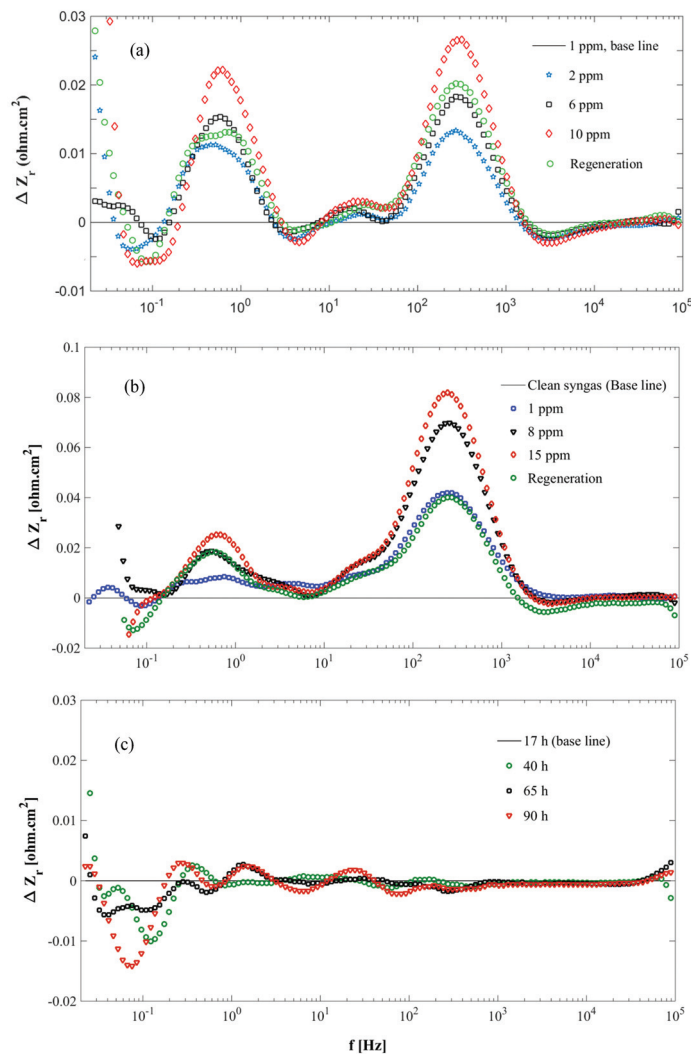 0.03
(a)
1 ppm, base line
2 ppm
6 ppm
10 ppm
Regeneration
0.02
0.01
0
-0.01
Δ Zr (ohm.cm²)
10⁻¹
10⁰
10¹
10²
10³
10⁴
10⁵
0.1
(b)
Clean syngas (Base line)
1 ppm
8 ppm
15 ppm
Regeneration
0.08
0.06
0.04
0.02
0
-0.02
Δ Zr [ohm.cm²]
10⁻¹
10⁰
10¹
10²
10³
10⁴
10⁵
0.03
(c)
17 h (base line)
40 h
65 h
90 h
0.02
0.01
0
-0.01
-0.02
Δ Zr [ohm.cm²]
10⁻¹
10⁰
10¹
10²
10³
10⁴
10⁵
f [Hz]